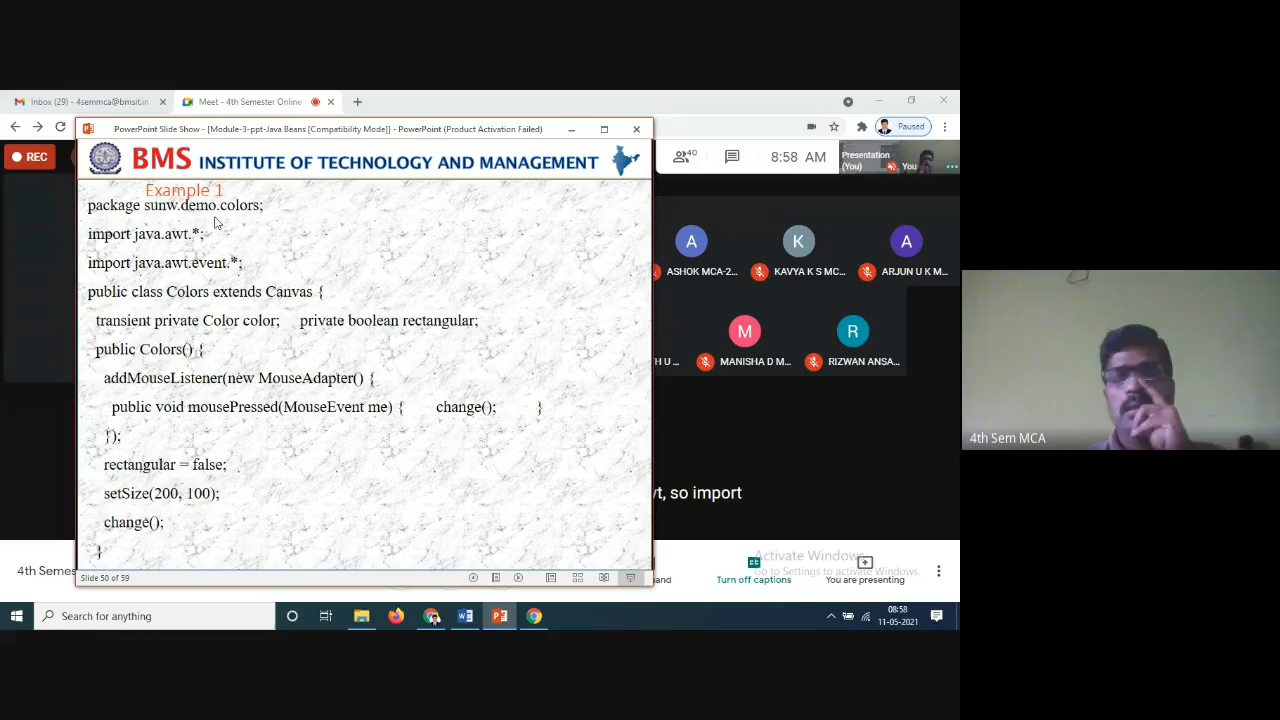 Inbox (29) - 4semmca@bmsit.in
Meet - 4th Semester Online
Paused
PowerPoint Slide Show - [Module-3-ppt-Java Beans [Compatibility Mode]] - PowerPoint (Product Activation Failed)
REC
BMS INSTITUTE OF TECHNOLOGY AND MANAGEMENT
40
8:58 AM
Presentation (You)
You
Example 1
package sunw.demo.colors;
import java.awt.*;
import java.awt.event.*;
public class Colors extends Canvas {
transient private Color color; private boolean rectangular;
public Colors() {
addMouseListener(new MouseAdapter() {
public void mousePressed(MouseEvent me) { change(); }
});
rectangular = false;
setSize(200, 100);
change();
}
A
K
A
ASHOK MCA-2...
KAVYA K S MC...
ARJUN U K M...
M
R
H U ...
MANISHA D M...
RIZWAN ANSA...
4th Sem MCA
so import
Activate Windows
Go to Settings to activate Windows.
4th Semes
Slide 50 of 59
and
CC
Turn off captions
You are presenting
Search for anything
08:58
11-05-2021